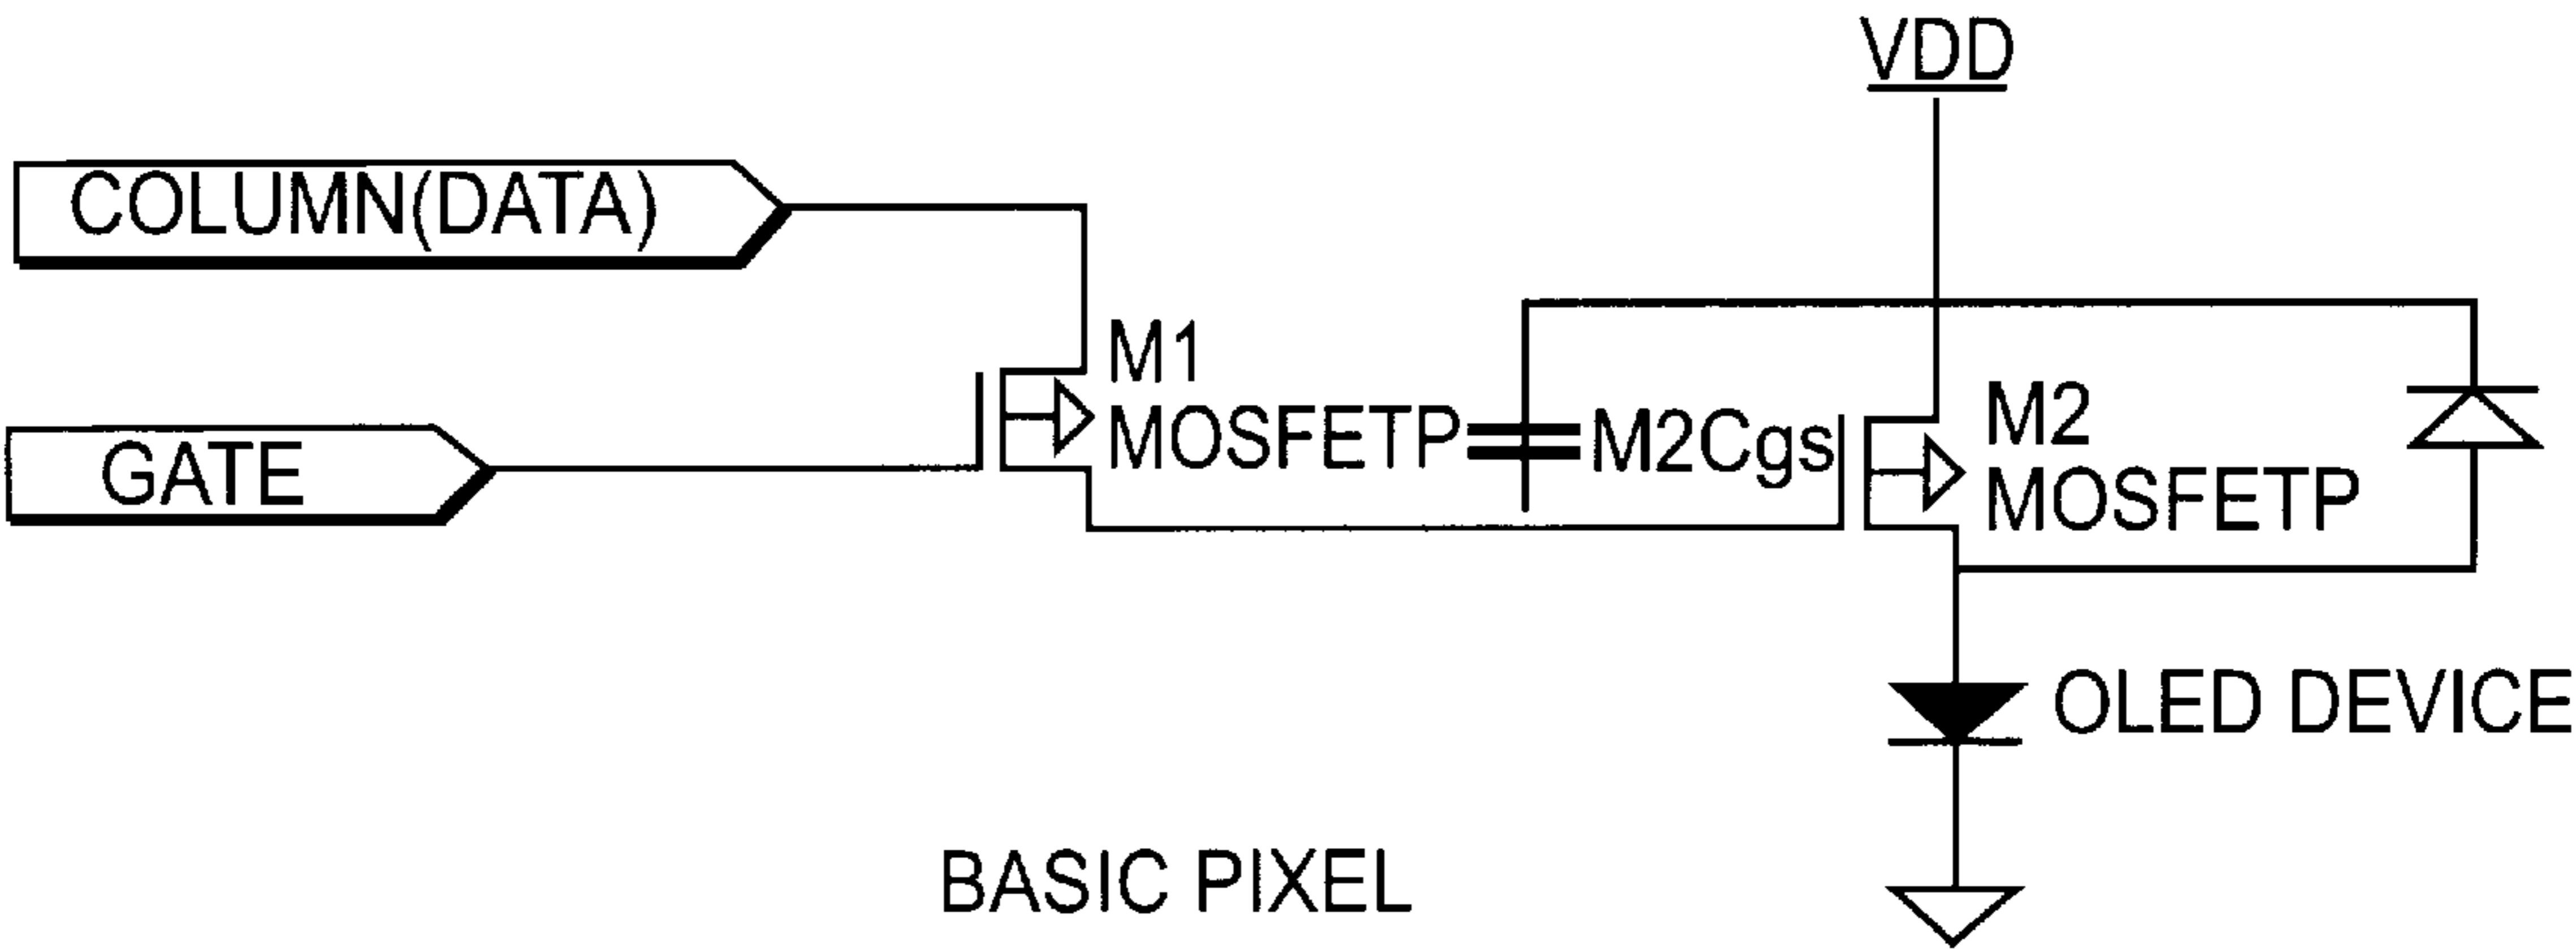 VDD
COLUMN(DATA)
M1
MOSFETP
M2Cgs
M2
MOSFETP
GATE
OLED DEVICE
BASIC PIXEL